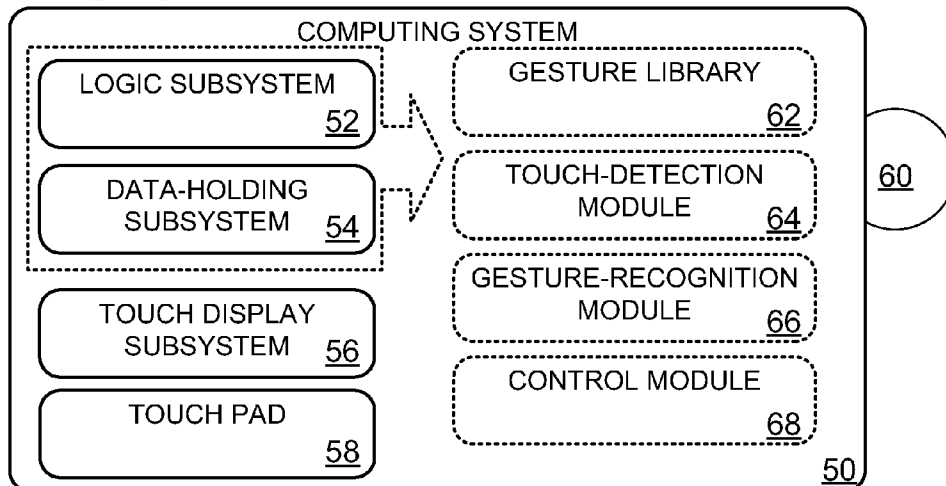 COMPUTING SYSTEM
LOGIC SUBSYSTEM
52
DATA-HOLDING
SUBSYSTEM
54
TOUCH DISPLAY
SUBSYSTEM
56
TOUCH PAD
58
GESTURE LIBRARY
62
TOUCH-DETECTION
MODULE
64
GESTURE-RECOGNITION
MODULE
66
CONTROL MODULE
68
60
50